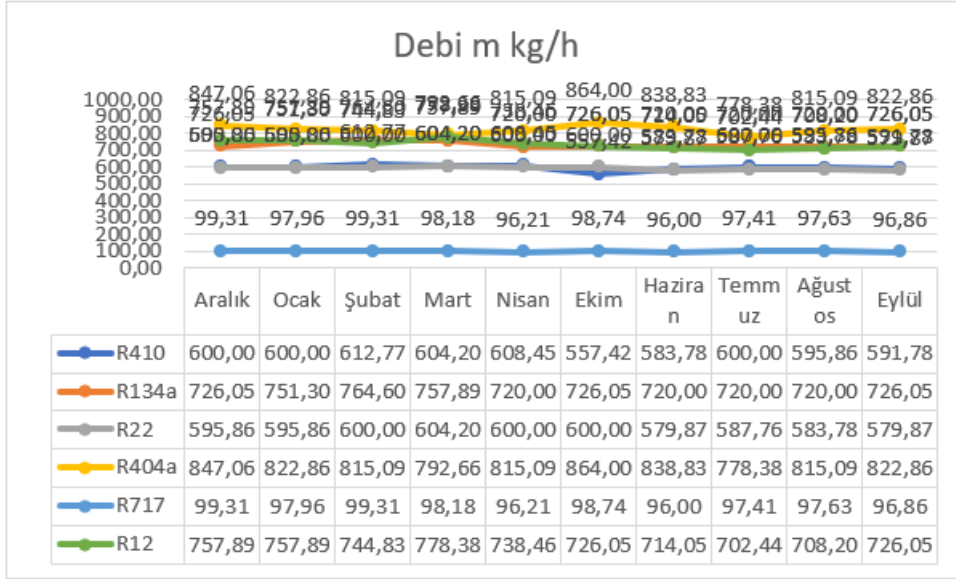 Debi m kg/h
847,06 822,86 815,09 815,09 864,00 838,83 778,38 815,09 822,86
1000,00
900,00
800,00
700,00
600,00
500,00
400,00
300,00
200,00
100,00
0,00
99,31 97,96 99,31 98,18 96,21 98,74 96,00 97,41 97,63 96,86
Aralık Ocak Şubat Mart Nisan Ekim Haziran Temmuz Ağustos Eylül
R410 600,00 600,00 612,77 604,20 608,45 557,42 583,78 600,00 595,86 591,78
R134a 726,05 751,30 764,60 757,89 720,00 726,05 720,00 720,00 720,00 726,05
R22 595,86 595,86 600,00 604,20 600,00 600,00 579,87 587,76 583,78 579,87
R404a 847,06 822,86 815,09 792,66 815,09 864,00 838,83 778,38 815,09 822,86
R717 99,31 97,96 99,31 98,18 96,21 98,74 96,00 97,41 97,63 96,86
R12 757,89 757,89 744,83 778,38 738,46 726,05 714,05 702,44 708,20 726,05